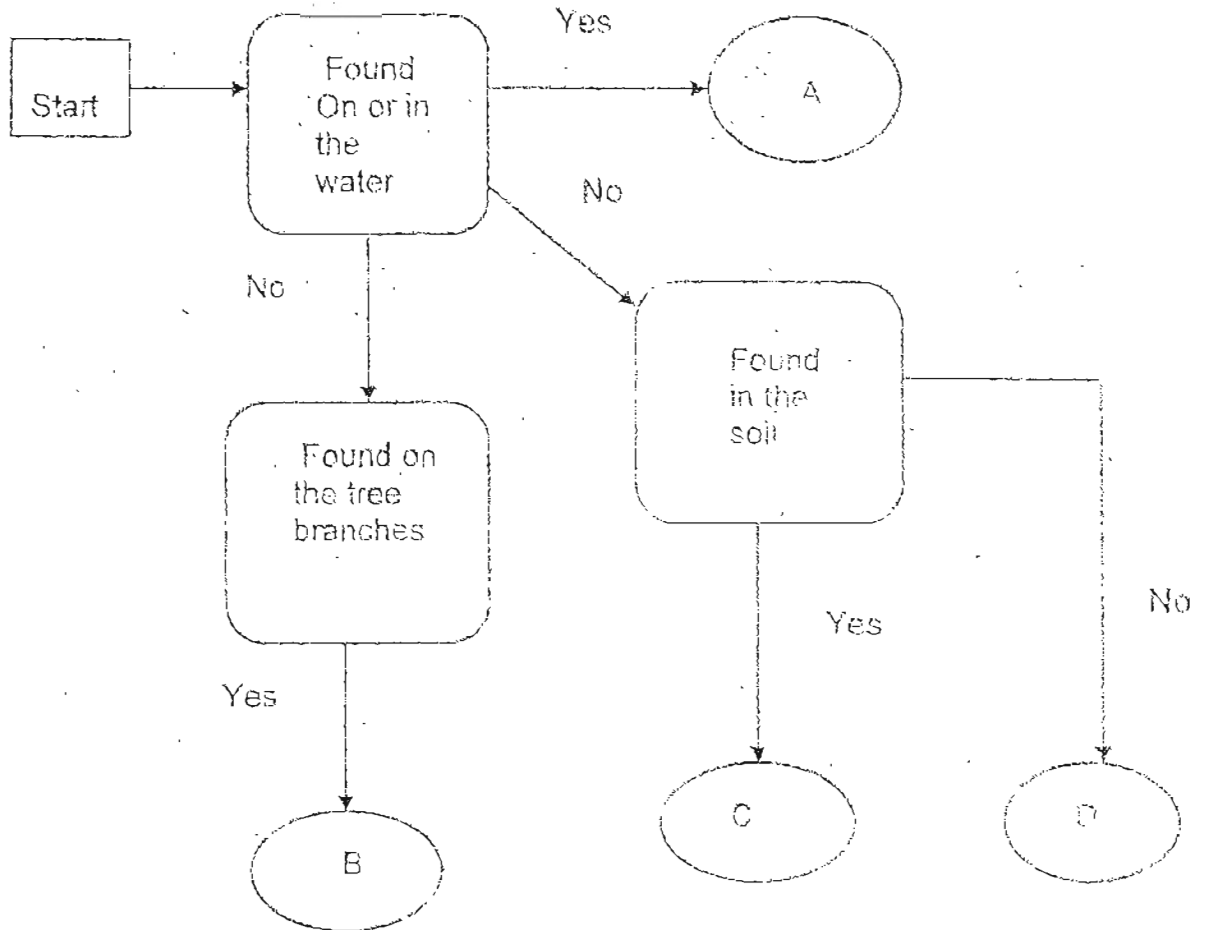 Start
Found
On or in
the
water
Yes
A
No
No
Found
in the
soil
Found on
the tree
branches
Yes
No
Yes
B
C
D